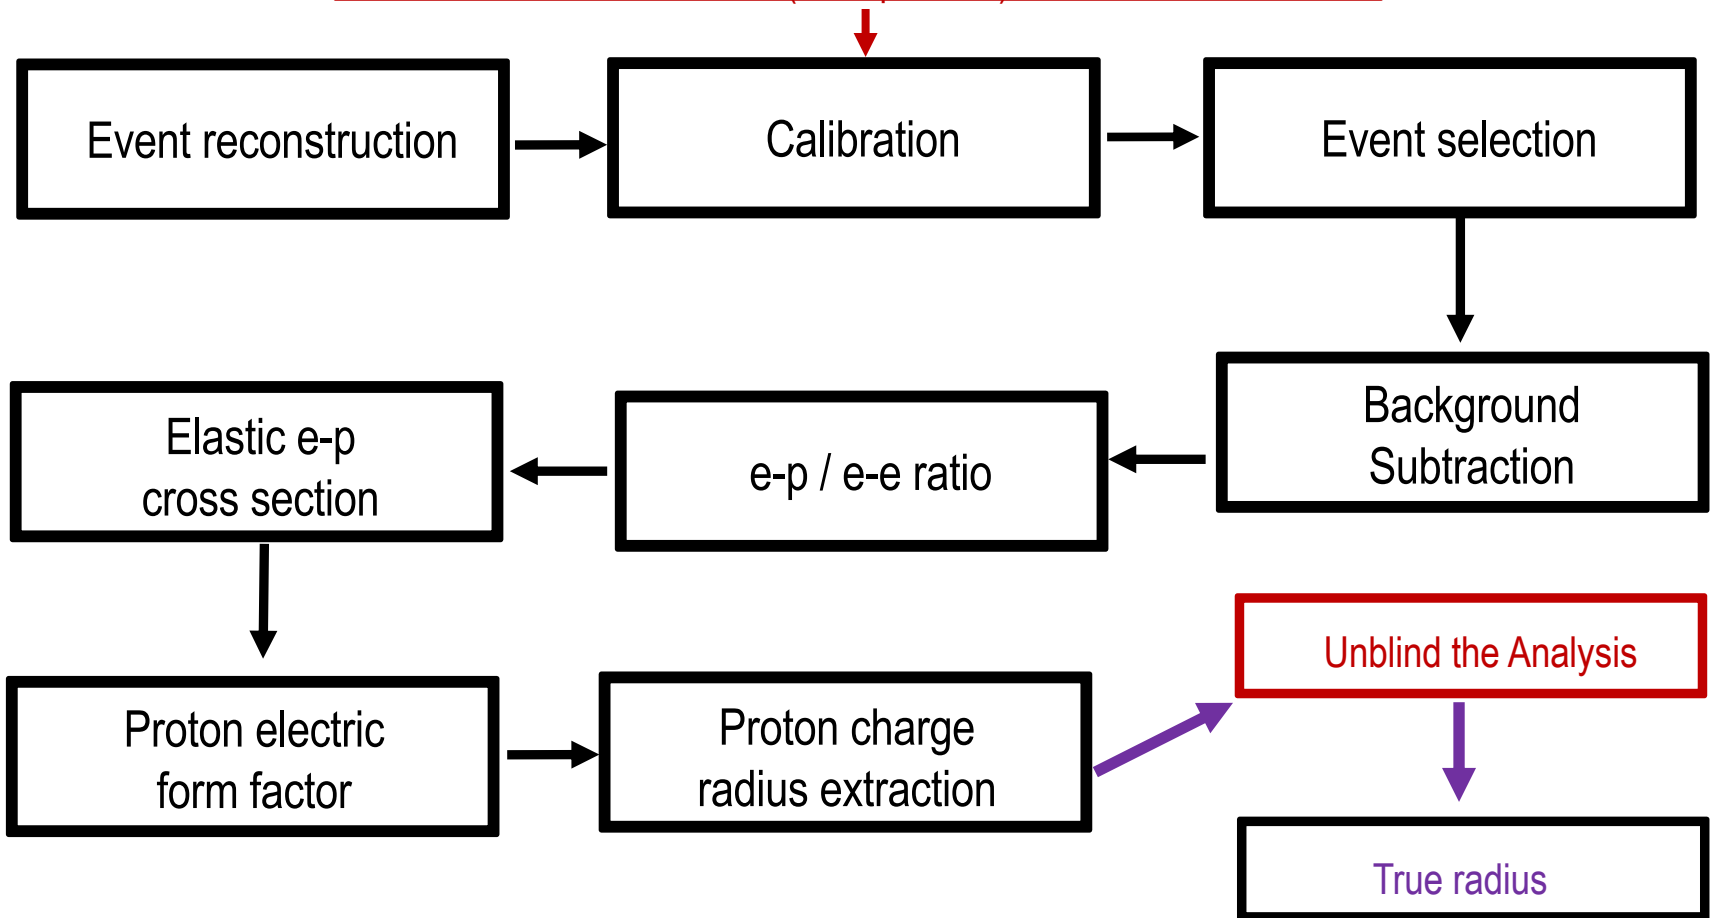 Event reconstruction
Calibration
Event selection
Background
Subtraction
e-p / e-e ratio
Elastic e-p
cross section
Proton electric
form factor
Proton charge
radius extraction
Unblind the Analysis
True radius